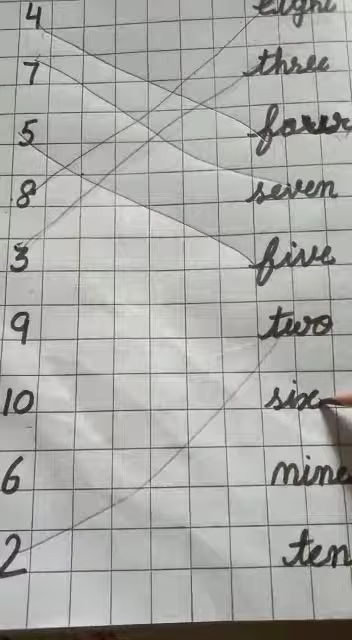 4 eight
7 three
5 four
8 seven
3 five
9 two
10 six
6 nine
2 ten